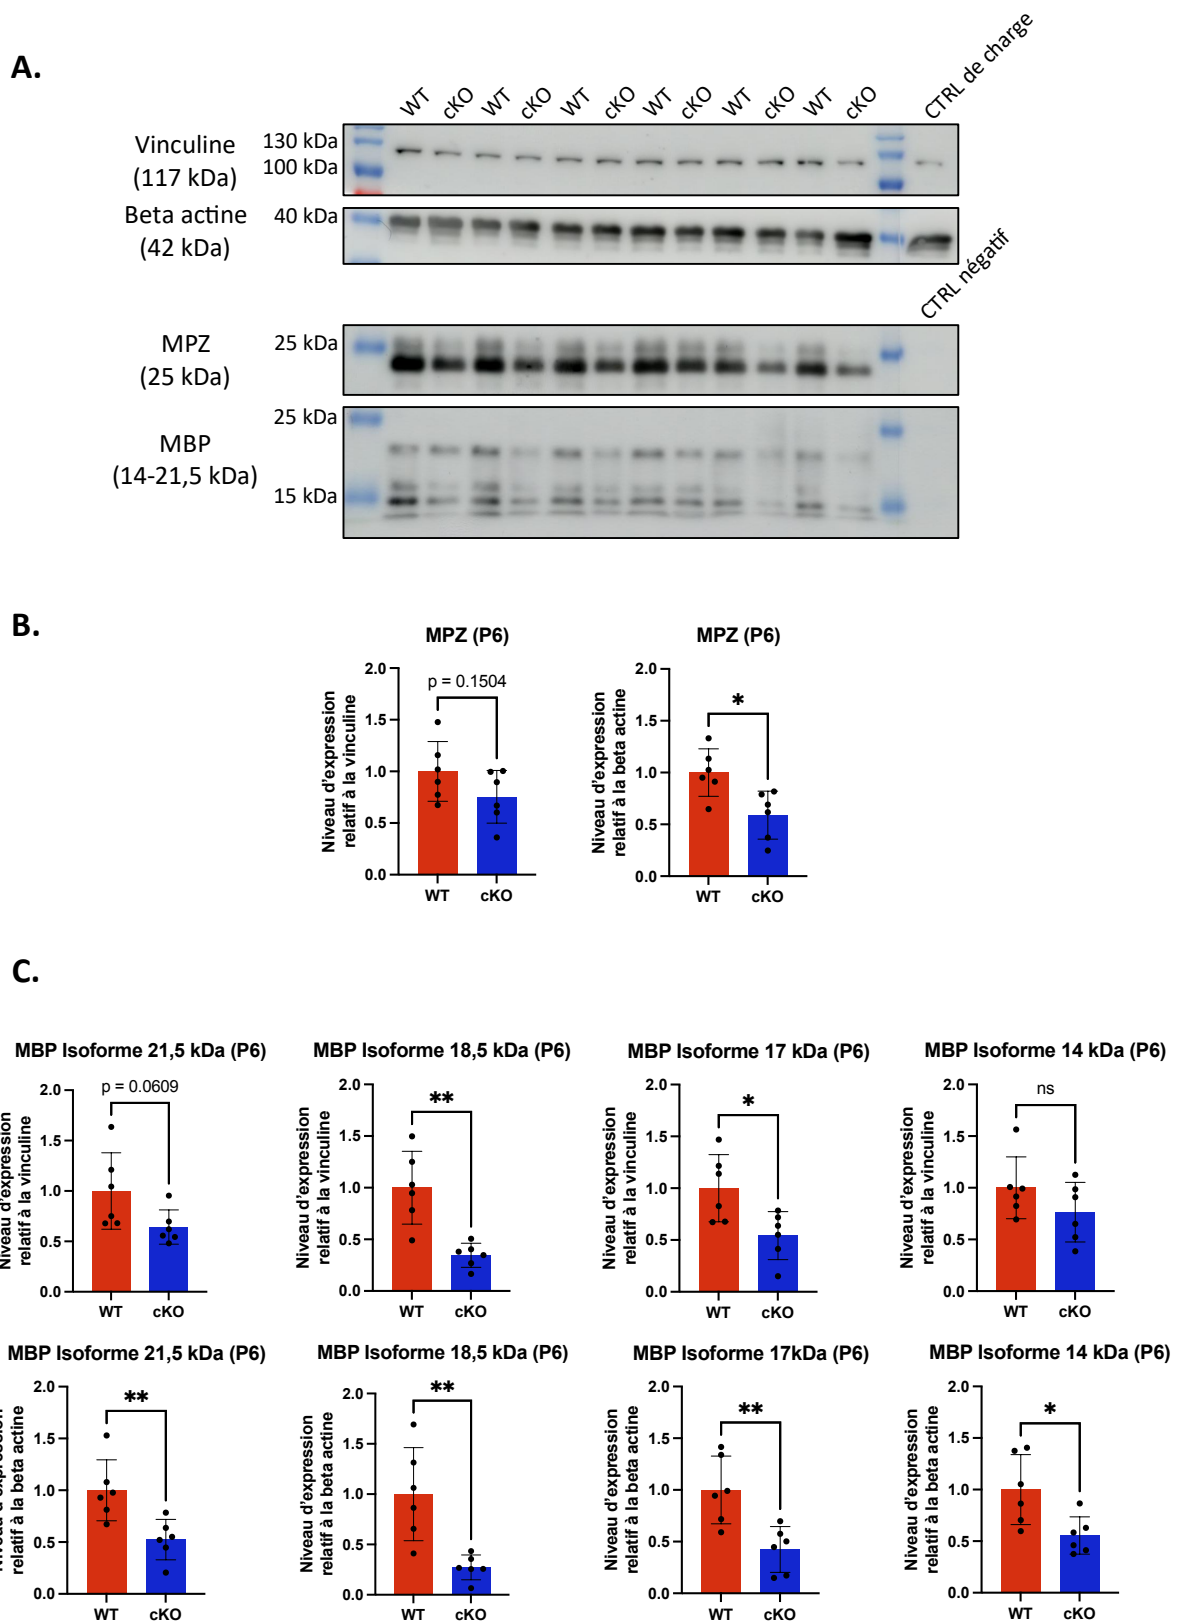 A.
WT cKO WT cKO WT cKO WT cKO WT cKO WT cKO CTRL de charge
Vinculine
(117 kDa)
130 kDa
100 kDa
Beta actine
(42 kDa)
40 kDa
CTRL négatif
MPZ
(25 kDa)
25 kDa
MBP
(14-21,5 kDa)
25 kDa
15 kDa
B.
MPZ (P6)
Niveau d'expression
relatif à la vinculine
2.0
1.5
1.0
0.5
0.0
p = 0.1504
WT cKO
MPZ (P6)
Niveau d'expression
relatif à la beta actine
2.0
1.5
1.0
0.5
0.0
*
WT cKO
C.
MBP Isoforme 21,5 kDa (P6)
Niveau d'expression
relatif à la vinculine
2.0
1.5
1.0
0.5
0.0
p = 0.0609
WT cKO
MBP Isoforme 18,5 kDa (P6)
Niveau d'expression
relatif à la vinculine
2.0
1.5
1.0
0.5
0.0
**
WT cKO
MBP Isoforme 17 kDa (P6)
Niveau d'expression
relatif à la vinculine
2.0
1.5
1.0
0.5
0.0
*
WT cKO
MBP Isoforme 14 kDa (P6)
Niveau d'expression
relatif à la vinculine
2.0
1.5
1.0
0.5
0.0
ns
WT cKO
MBP Isoforme 21,5 kDa (P6)
Niveau d'expression
relatif à la beta actine
2.0
1.5
1.0
0.5
0.0
**
WT cKO
MBP Isoforme 18,5 kDa (P6)
Niveau d'expression
relatif à la beta actine
2.0
1.5
1.0
0.5
0.0
**
WT cKO
MBP Isoforme 17kDa (P6)
Niveau d'expression
relatif à la beta actine
2.0
1.5
1.0
0.5
0.0
**
WT cKO
MBP Isoforme 14 kDa (P6)
Niveau d'expression
relatif à la beta actine
2.0
1.5
1.0
0.5
0.0
*
WT cKO